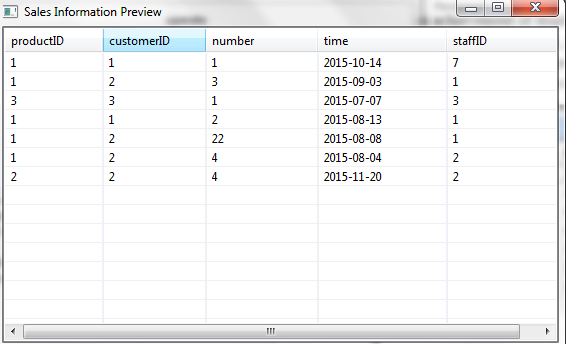 Sales Information Preview
productID customerID number time staffID
1 1 1 2015-10-14 7
1 2 3 2015-09-03 1
3 3 1 2015-07-07 3
1 1 2 2015-08-13 1
1 2 22 2015-08-08 1
1 2 4 2015-08-04 2
2 2 4 2015-11-20 2